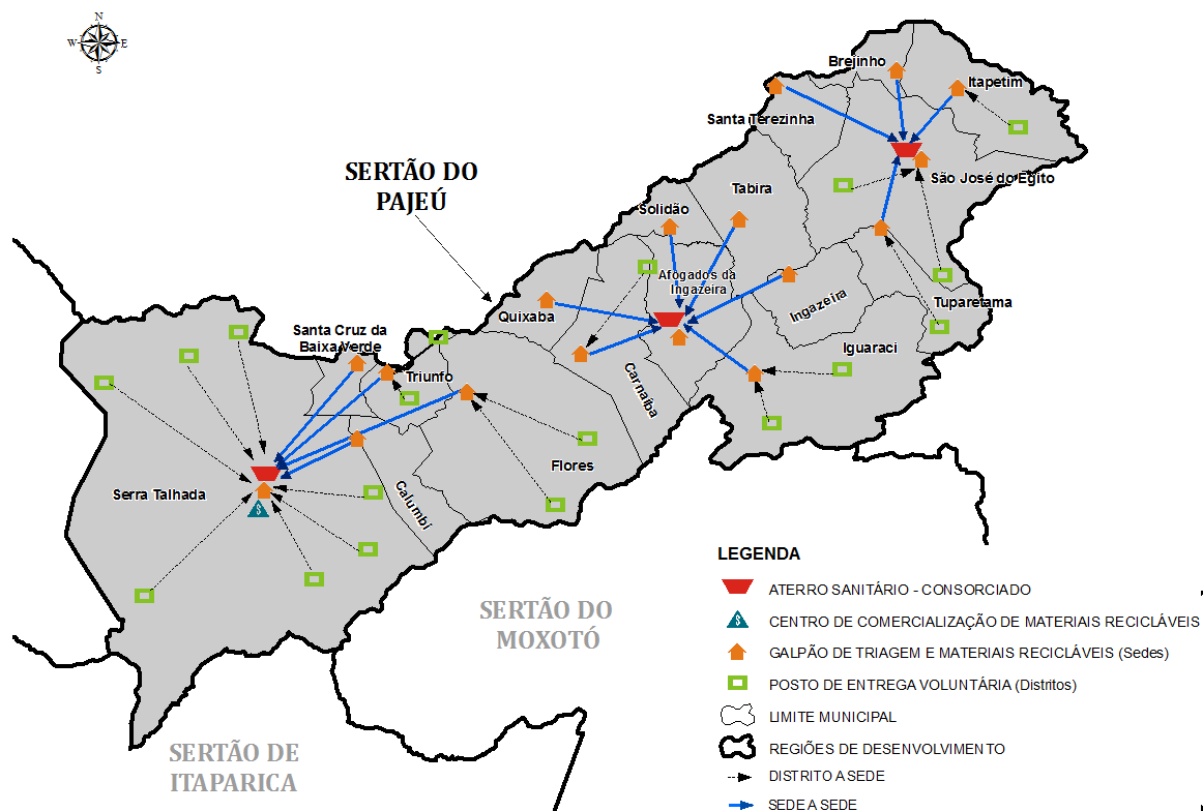 N
W
E
S
Brejinho
Itapetim
Santa Terezinha
SERTÃO DO
PAJEÚ
São José do Egito
Tabira
Solidão
Afogados da
Ingazeira
Quixaba
Ingazeira
Tuparetama
Santa Cruz da
Baixa Verde
Iguaraci
Triunfo
Carnaíba
Flores
Serra Talhada
Calumbi
$
SERTÃO DO
MOXOTÓ
SERTÃO DE
ITAPARICA
LEGENDA
ATERRO SANITÁRIO - CONSORCIADO
$ CENTRO DE COMERCIALIZAÇÃO DE MATERIAIS RECICLÁVEIS
GALPÃO DE TRIAGEM E MATERIAIS RECICLÁVEIS (Sedes)
POSTO DE ENTREGA VOLUNTÁRIA (Distritos)
LIMITE MUNICIPAL
REGIÕES DE DESENVOLVIMENTO
DISTRITO A SEDE
SEDE A SEDE